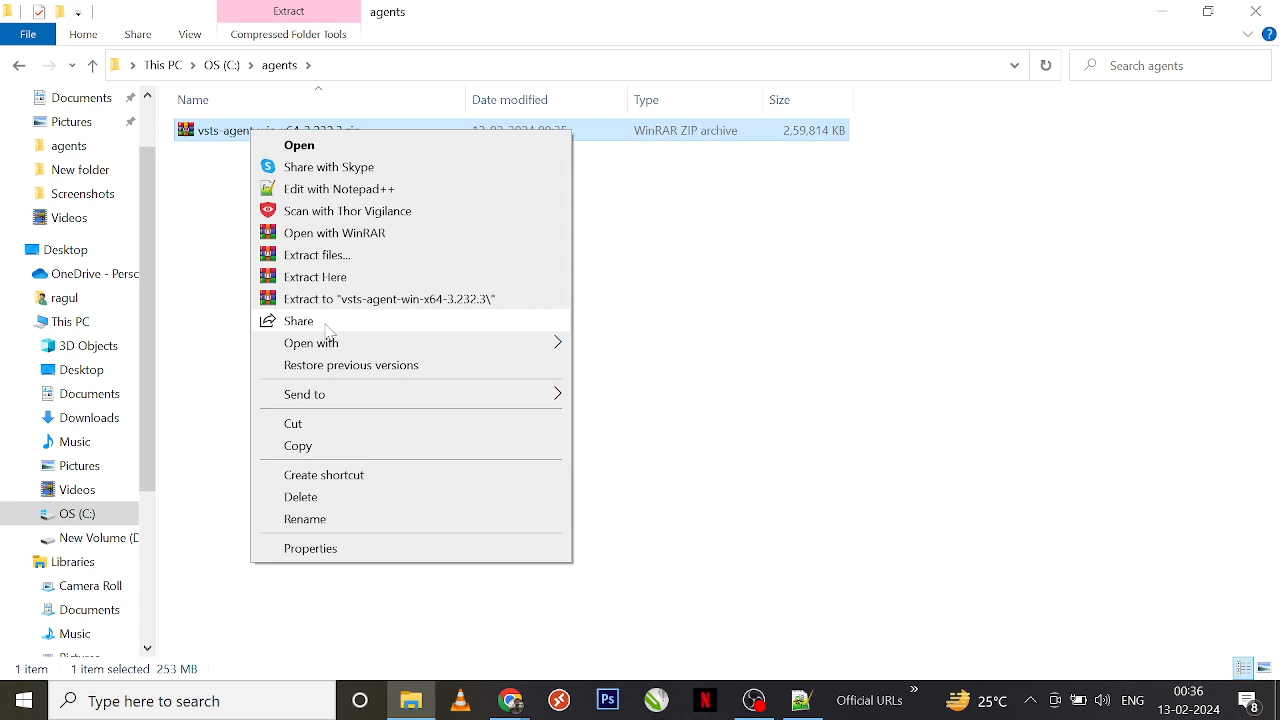 Extract
agents
File
Home
Share
View
Compressed Folder Tools
This PC
OS (C:)
agents
Search agents
Name
Date modified
Type
Size
WinRAR ZIP archive
2,59,814 KB
Documents
Pictures
agents
New folder
Screenshots
Videos
Desktop
OneDrive - Persc
ragul
This PC
3D Objects
Desktop
Documents
Downloads
Music
Pictures
Videos
OS (C:)
New Volume (D
Libraries
Camera Roll
Documents
Music
Open
Share with Skype
Edit with Notepad++
Scan with Thor Vigilance
Open with WinRAR
Extract files...
Extract Here
Extract to "vsts-agent-win-x64-3.232.3\"
Share
Open with
Restore previous versions
Send to
Cut
Copy
Create shortcut
Delete
Rename
Properties
1 item
1 item selected 253 MB
Type here to search
Ps
N
Official URLs
25°C
ENG
00:36
13-02-2024
8